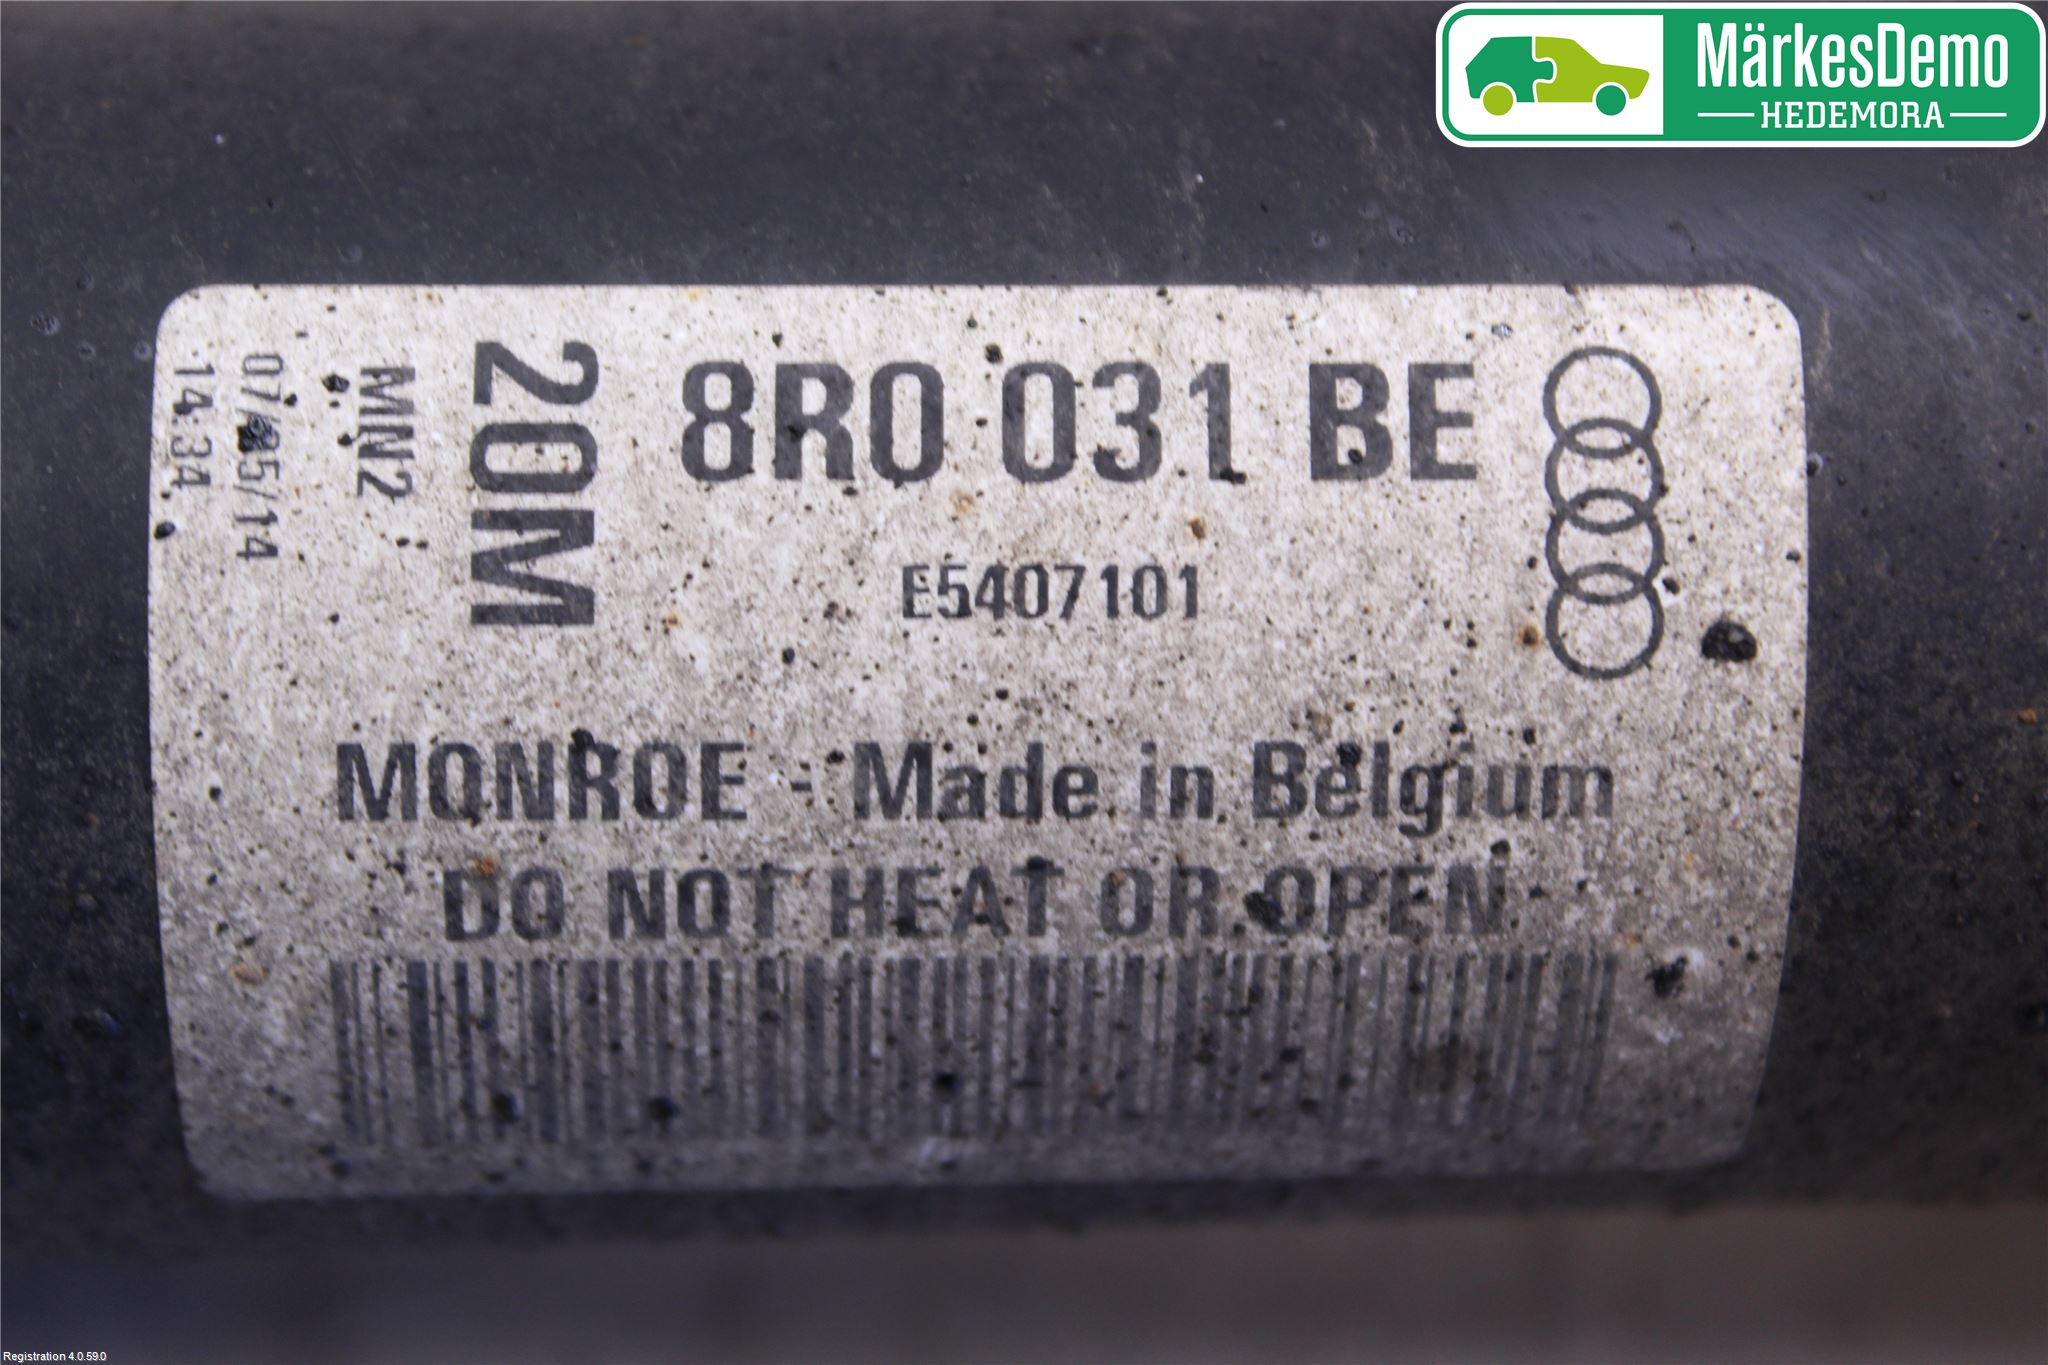 MärkesDemo
HEDEMORA
8R0 031 BE
E5407101
20M
MIN2
07/05/14
14:34
MONROE - Made in Belgium
DO NOT HEAT OR OPEN
Registration 4.0.59.0